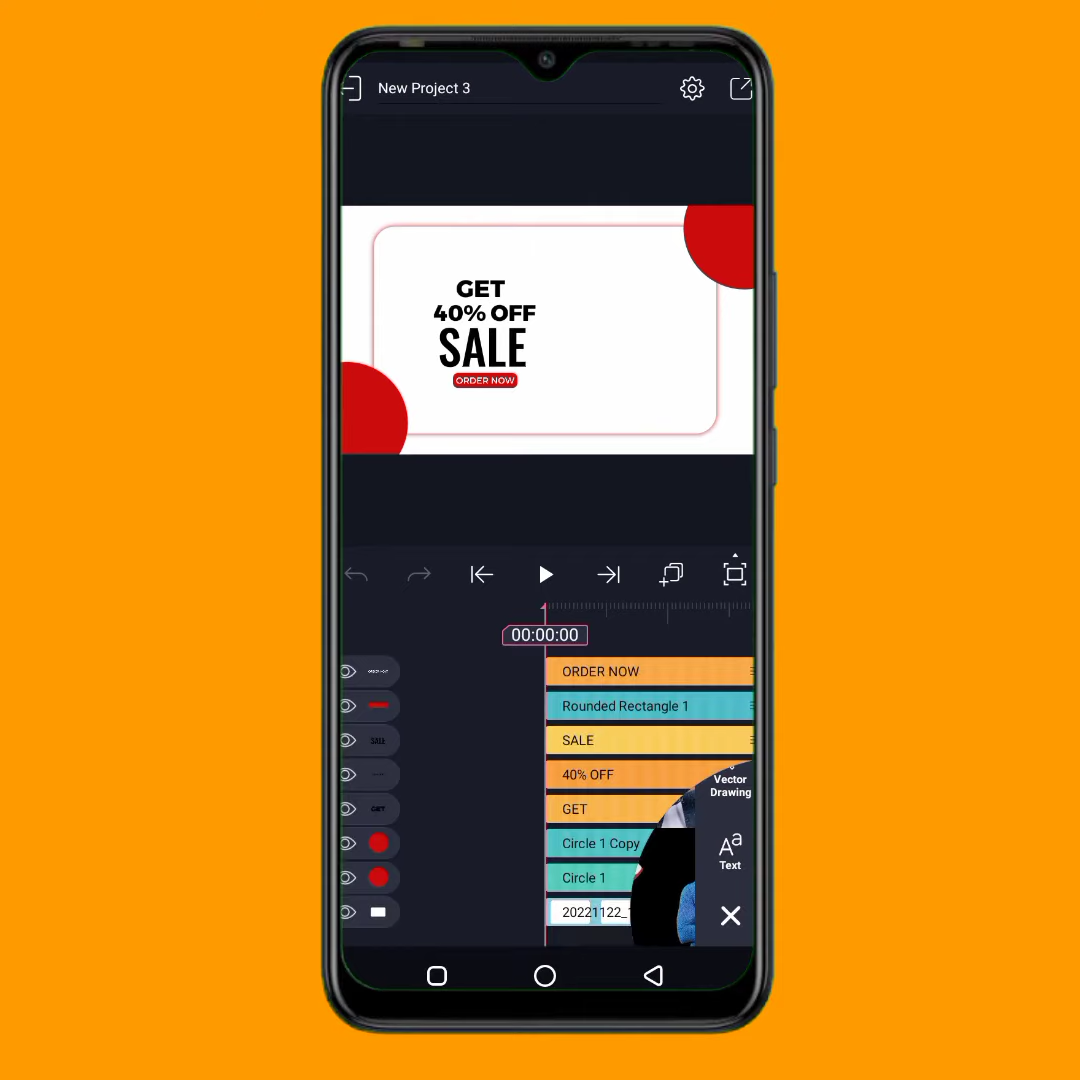 New Project 3
GET
40% OFF
SALE
ORDER NOW
00:00:00
ORDER NOW
Rounded Rectangle 1
SALE
40% OFF
GET
Circle 1 Copy
Circle 1
20221122_
Vector
Drawing
Aa
Text